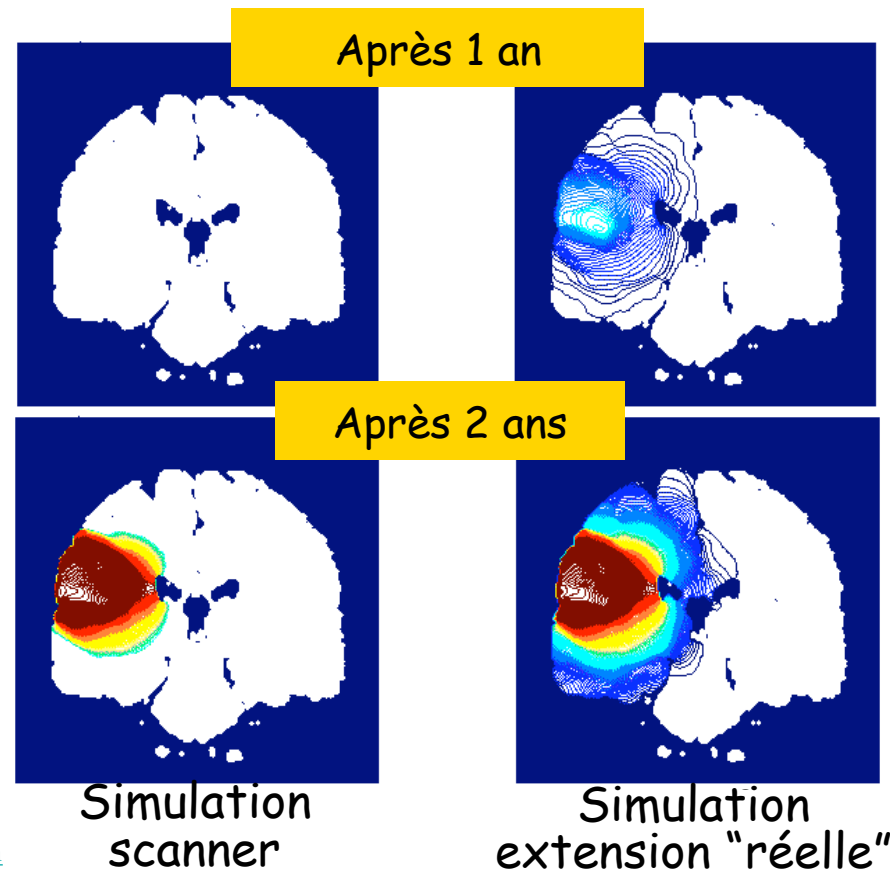 Après 1 an
Après 2 ans
Simulation
scanner
Simulation
extension “réelle”